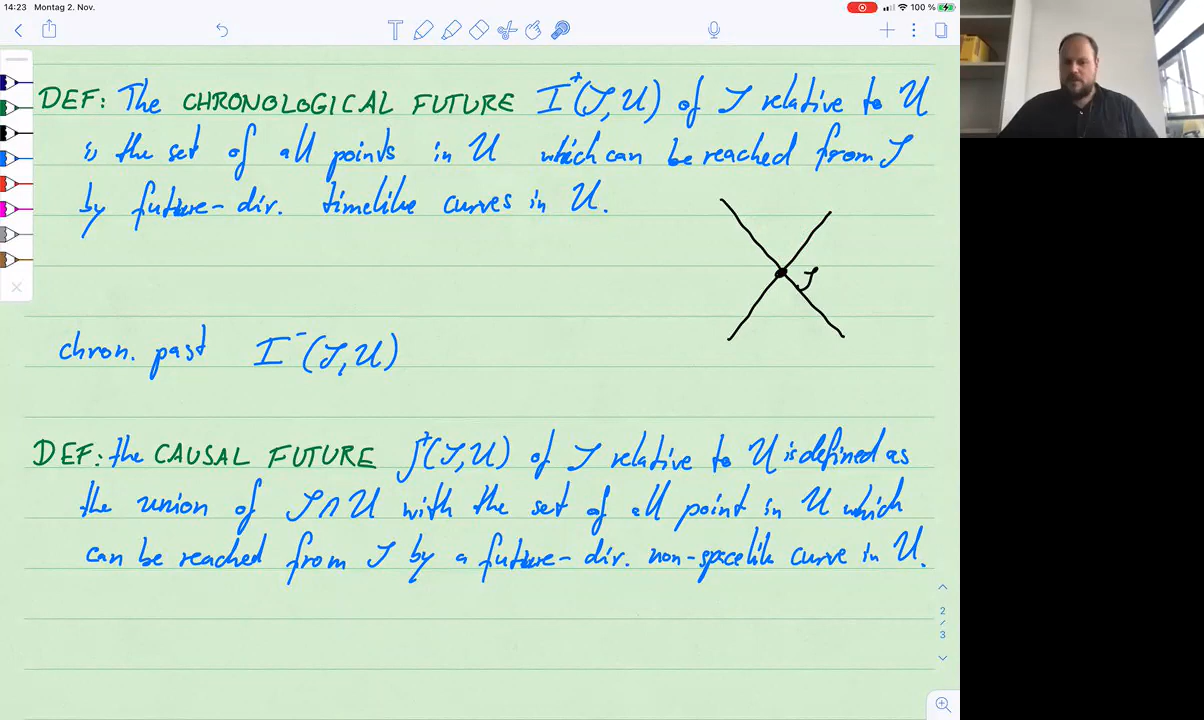 14:23 Montag 2. Nov.
100 %
DEF: The CHRONOLOGICAL FUTURE I⁺(𝒮,𝒰) of 𝒮 relative to 𝒰
is the set of all points in 𝒰 which can be reached from 𝒮
by future-dir. timelike curves in 𝒰.
𝒮
chron. past I⁻(𝒮,𝒰)
DEF: the CAUSAL FUTURE J⁺(𝒮,𝒰) of 𝒮 relative to 𝒰 is defined as
the union of 𝒮∩𝒰 with the set of all point in 𝒰 which
can be reached from 𝒮 by a future-dir. non-spacelik curve in 𝒰.
2
/
3